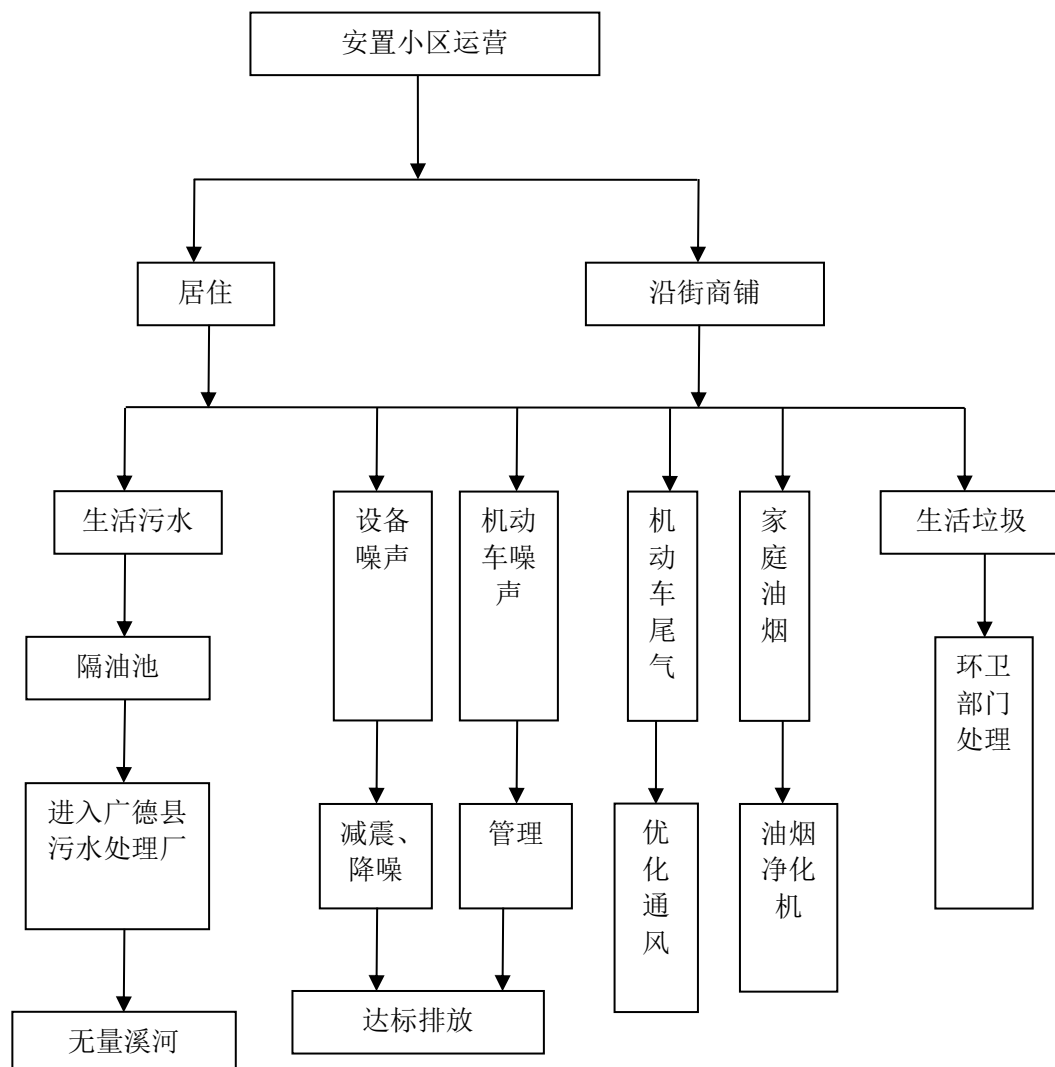 安置小区运营
居住
沿街商铺
生活污水
设备
噪声
机动
车噪
声
机
动
车
尾
气
家
庭
油
烟
生活垃圾
隔油池
环卫
部门
处理
进入广德县
污水处理厂
减震、
降噪
管理
优
化
通
风
油烟
净化
机
无量溪河
达标排放